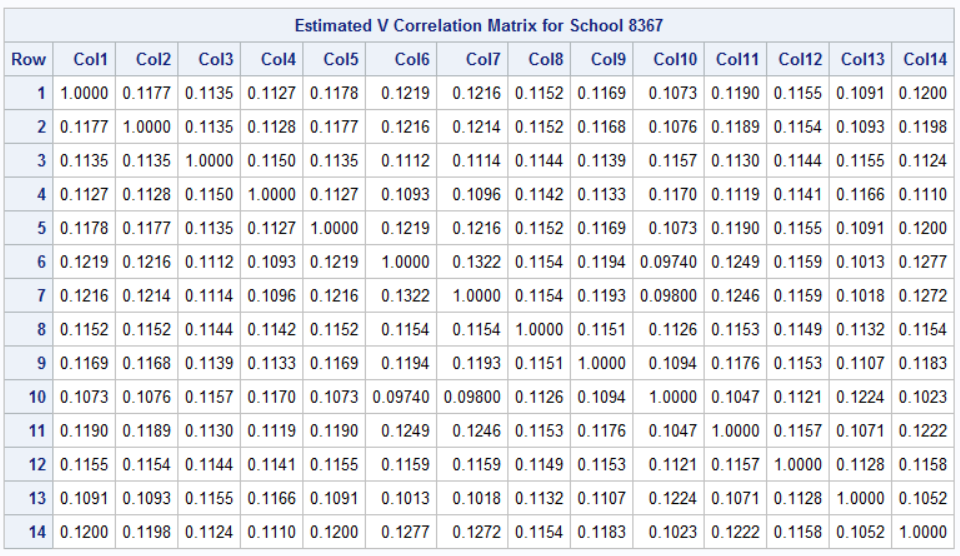 Estimated V Correlation Matrix for School 8367
Row Col1 Col2 Col3 Col4 Col5 Col6 Col7 Col8 Col9 Col10 Col11 Col12 Col13 Col14
1 1.0000 0.1177 0.1135 0.1127 0.1178 0.1219 0.1216 0.1152 0.1169 0.1073 0.1190 0.1155 0.1091 0.1200
2 0.1177 1.0000 0.1135 0.1128 0.1177 0.1216 0.1214 0.1152 0.1168 0.1076 0.1189 0.1154 0.1093 0.1198
3 0.1135 0.1135 1.0000 0.1150 0.1135 0.1112 0.1114 0.1144 0.1139 0.1157 0.1130 0.1144 0.1155 0.1124
4 0.1127 0.1128 0.1150 1.0000 0.1127 0.1093 0.1096 0.1142 0.1133 0.1170 0.1119 0.1141 0.1166 0.1110
5 0.1178 0.1177 0.1135 0.1127 1.0000 0.1219 0.1216 0.1152 0.1169 0.1073 0.1190 0.1155 0.1091 0.1200
6 0.1219 0.1216 0.1112 0.1093 0.1219 1.0000 0.1322 0.1154 0.1194 0.09740 0.1249 0.1159 0.1013 0.1277
7 0.1216 0.1214 0.1114 0.1096 0.1216 0.1322 1.0000 0.1154 0.1193 0.09800 0.1246 0.1159 0.1018 0.1272
8 0.1152 0.1152 0.1144 0.1142 0.1152 0.1154 0.1154 1.0000 0.1151 0.1126 0.1153 0.1149 0.1132 0.1154
9 0.1169 0.1168 0.1139 0.1133 0.1169 0.1194 0.1193 0.1151 1.0000 0.1094 0.1176 0.1153 0.1107 0.1183
10 0.1073 0.1076 0.1157 0.1170 0.1073 0.09740 0.09800 0.1126 0.1094 1.0000 0.1047 0.1121 0.1224 0.1023
11 0.1190 0.1189 0.1130 0.1119 0.1190 0.1249 0.1246 0.1153 0.1176 0.1047 1.0000 0.1157 0.1071 0.1222
12 0.1155 0.1154 0.1144 0.1141 0.1155 0.1159 0.1159 0.1149 0.1153 0.1121 0.1157 1.0000 0.1128 0.1158
13 0.1091 0.1093 0.1155 0.1166 0.1091 0.1013 0.1018 0.1132 0.1107 0.1224 0.1071 0.1128 1.0000 0.1052
14 0.1200 0.1198 0.1124 0.1110 0.1200 0.1277 0.1272 0.1154 0.1183 0.1023 0.1222 0.1158 0.1052 1.0000